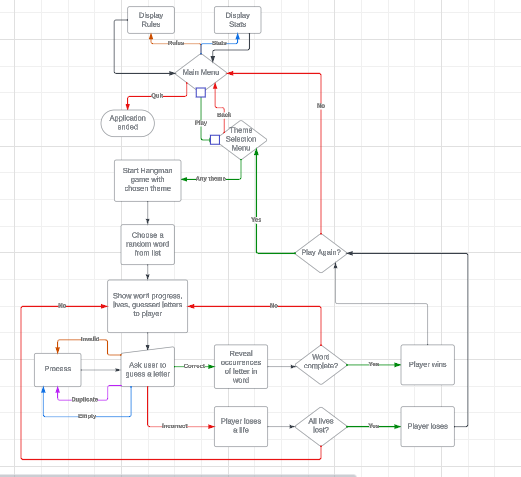 Display
Rules
Display
Stats
Rules
Stats
Main Menu
Quit
No
Application
ended
Play
Back
Theme
Selection
Menu
Start Hangman
game with
chosen theme
Any theme
Yes
Choose a
random word
from list
Play Again?
Show word progress,
lives, guessed letters
to player
No
No
Invalid
Process
Ask user to
guess a letter
Correct
Reveal
occurrences
of letter in
word
Word
complete?
Yes
Player wins
Duplicate
Empty
Incorrect
Player loses
a life
All lives
lost?
Yes
Player loses